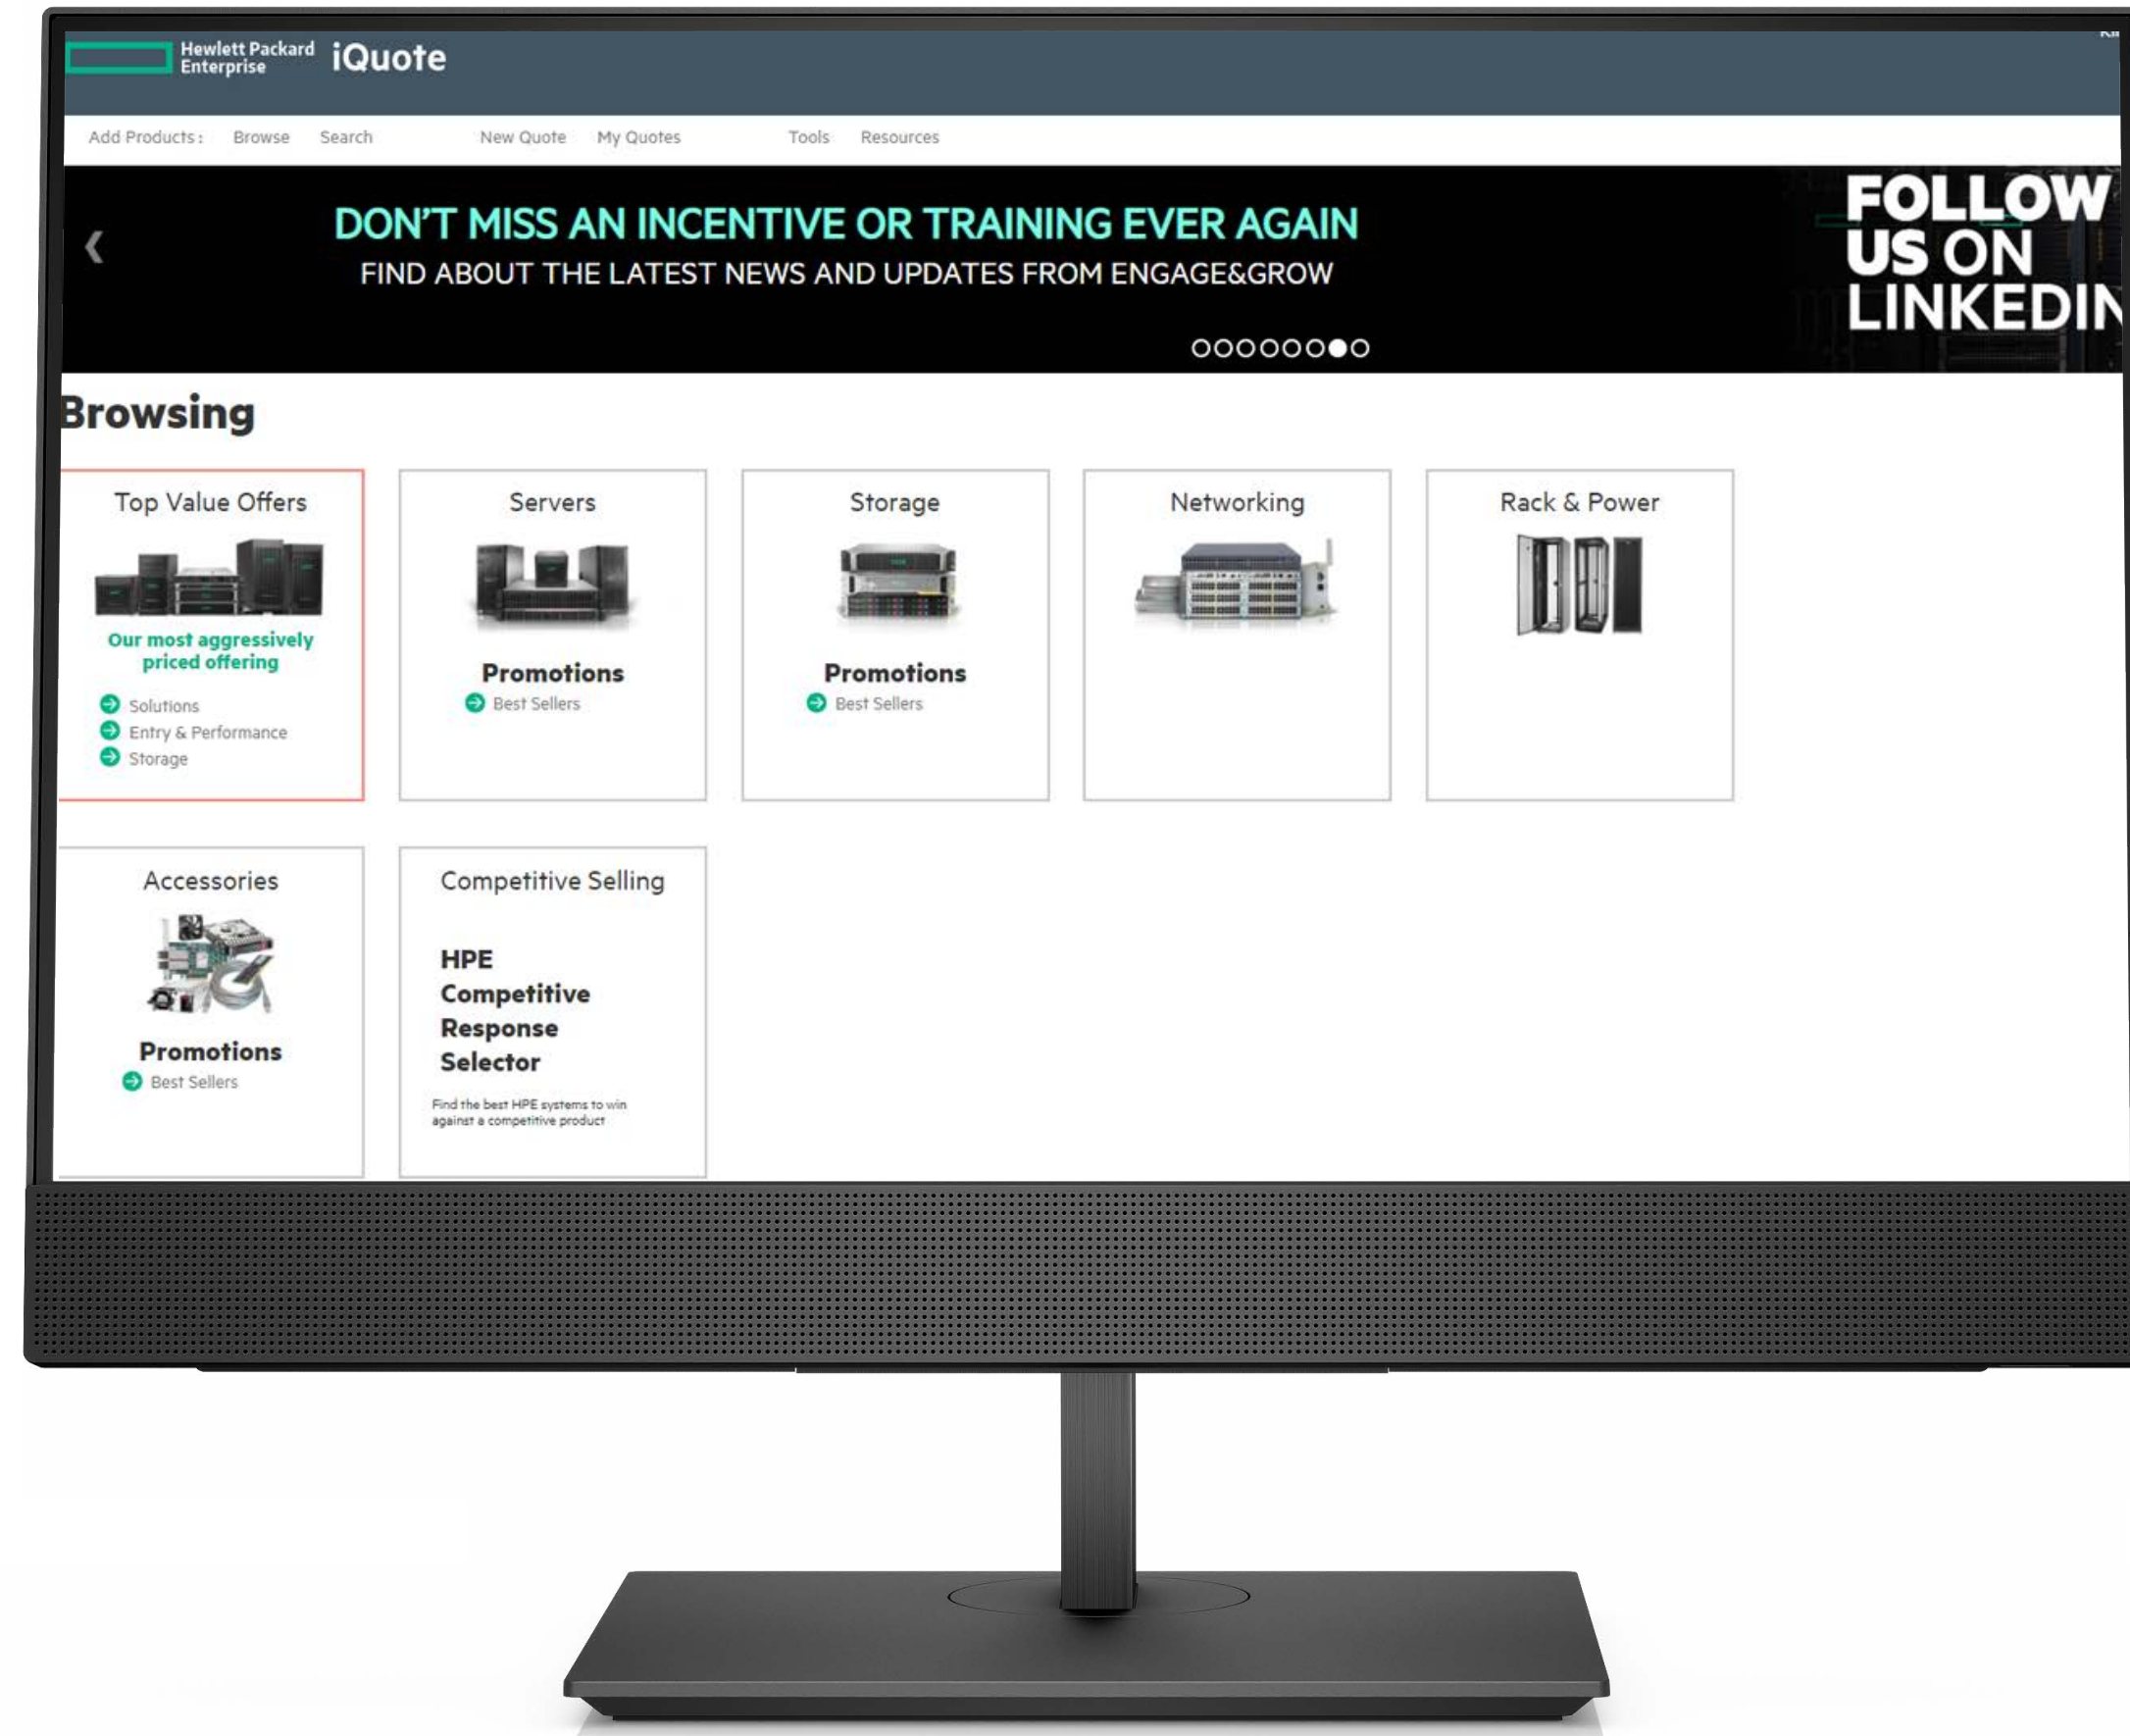 Hewlett Packard
Enterprise
iQuote
Add Products: Browse Search New Quote My Quotes Tools Resources
DON'T MISS AN INCENTIVE OR TRAINING EVER AGAIN
FIND ABOUT THE LATEST NEWS AND UPDATES FROM ENGAGE&GROW
FOLLOW
US ON
LINKEDIN
Browsing
Top Value Offers
Our most aggressively
priced offering
Solutions
Entry & Performance
Storage
Servers
Promotions
Best Sellers
Storage
Promotions
Best Sellers
Networking
Rack & Power
Accessories
Promotions
Best Sellers
Competitive Selling
HPE
Competitive
Response
Selector
Find the best HPE systems to win
against a competitive product